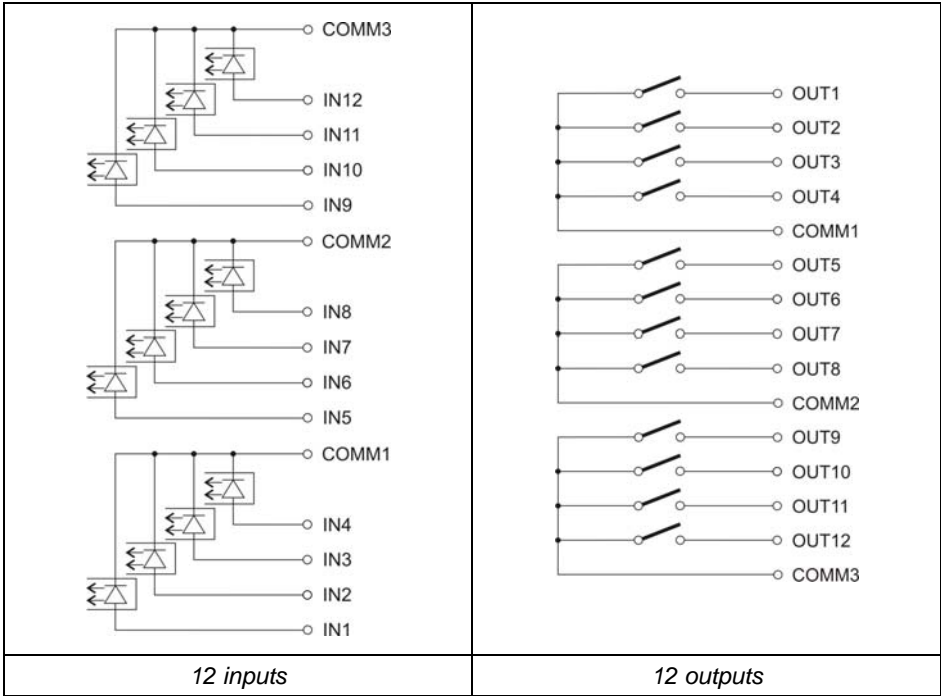 COMM3
IN12
IN11
IN10
IN9
COMM2
IN8
IN7
IN6
IN5
COMM1
IN4
IN3
IN2
IN1
12 inputs
OUT1
OUT2
OUT3
OUT4
COMM1
OUT5
OUT6
OUT7
OUT8
COMM2
OUT9
OUT10
OUT11
OUT12
COMM3
12 outputs